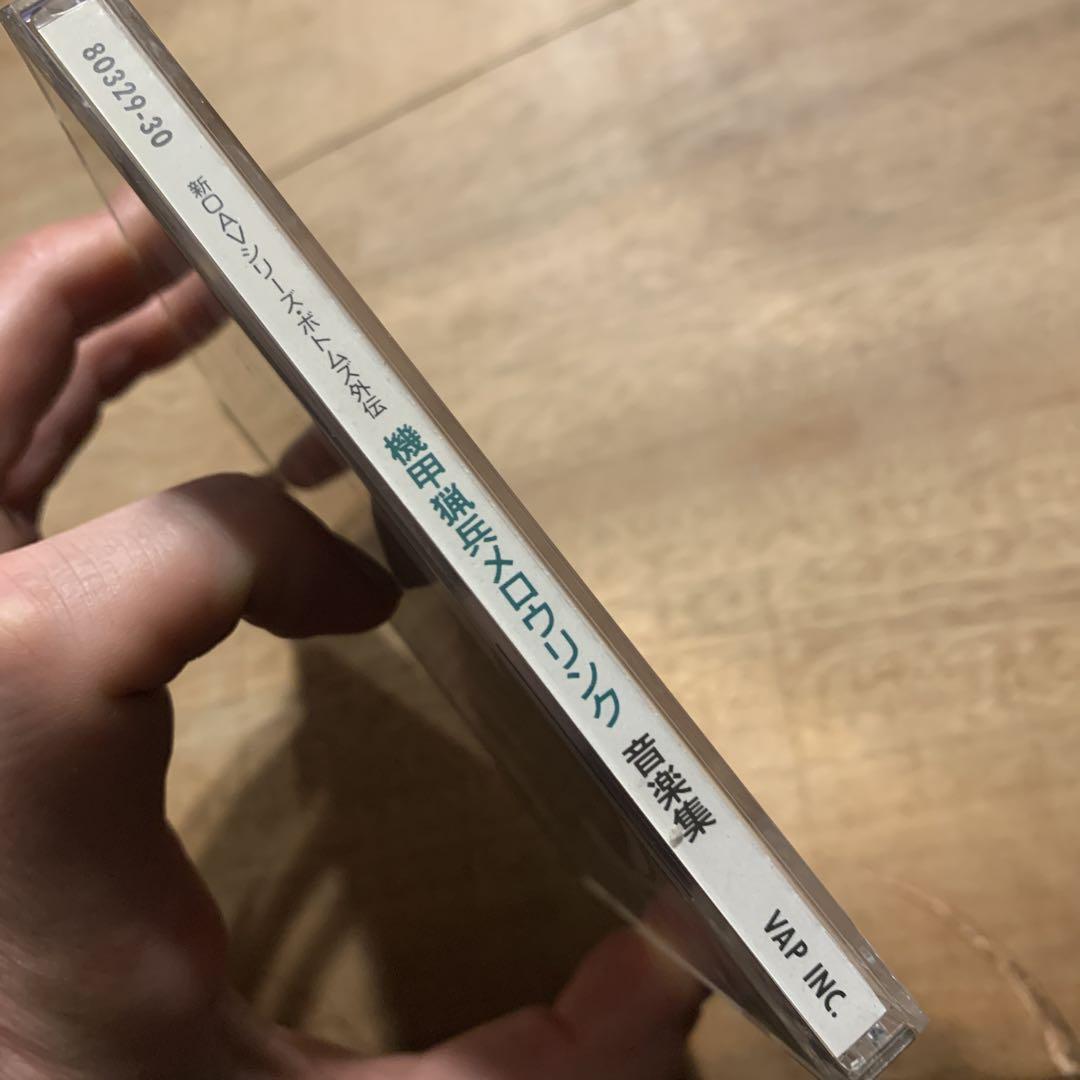 80329-30
新OAVシリーズ・ボトムズ外伝
機甲猟兵メロウリンク
音楽集
VAP INC.